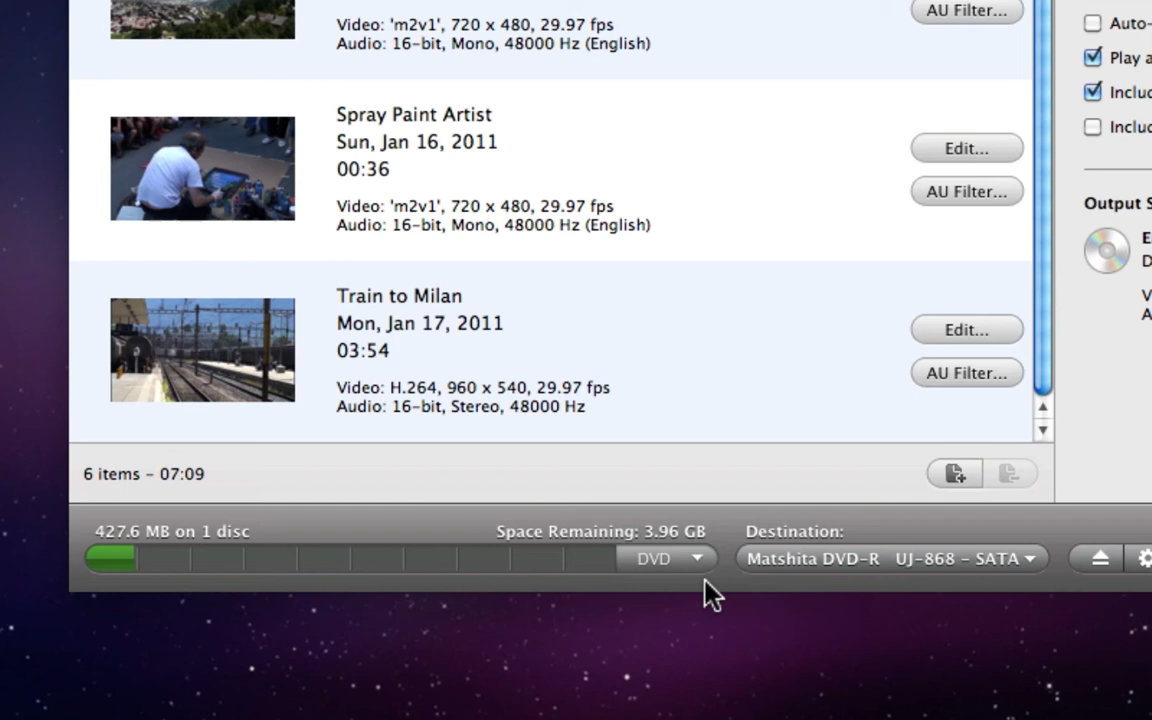 Video: 'm2v1', 720 x 480, 29.97 fps
Audio: 16-bit, Mono, 48000 Hz (English)
AU Filter...
Spray Paint Artist
Sun, Jan 16, 2011
00:36
Video: 'm2v1', 720 x 480, 29.97 fps
Audio: 16-bit, Mono, 48000 Hz (English)
Edit...
AU Filter...
Train to Milan
Mon, Jan 17, 2011
03:54
Video: H.264, 960 x 540, 29.97 fps
Audio: 16-bit, Stereo, 48000 Hz
Edit...
AU Filter...
6 items – 07:09
427.6 MB on 1 disc
Space Remaining: 3.96 GB
DVD
Destination:
Matshita DVD-R UJ-868 – SATA
Auto-
Play a
Includ
Includ
Output S
E
D
V
A